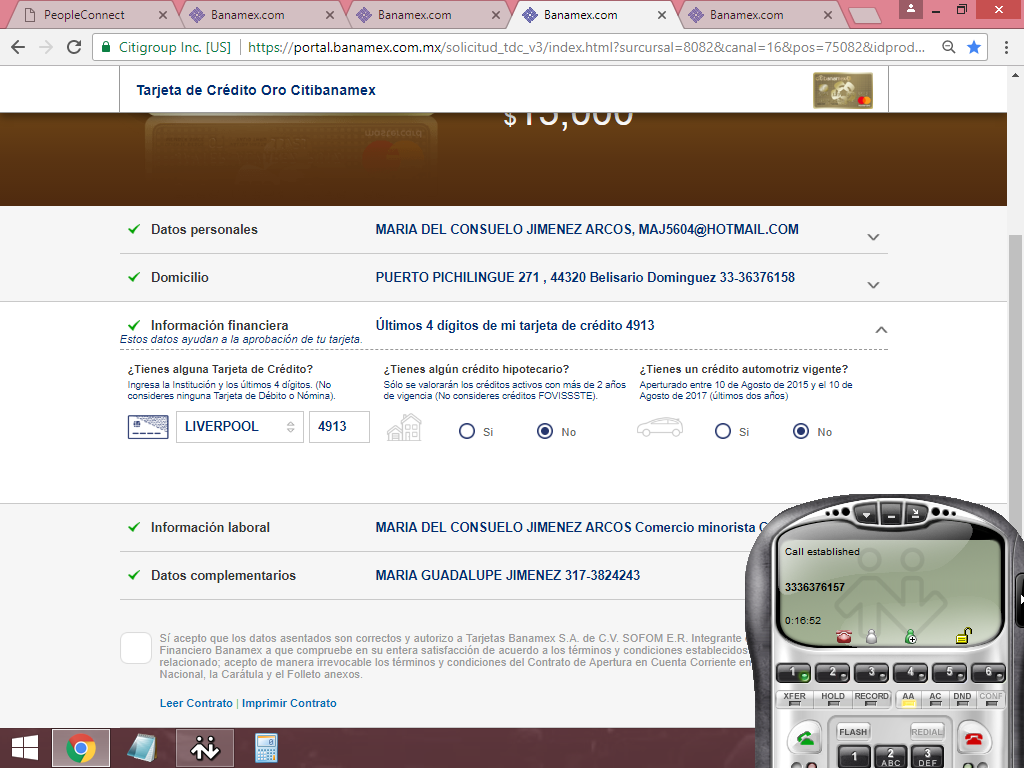 PeopleConnect
Banamex.com
Banamex.com
Banamex.com
Banamex.com
Citigroup Inc. [US]
https://portal.banamex.com.mx/solicitud_tdc_v3/index.html?surcursal=8082&canal=16&pos=75082&idprod...
Tarjeta de Crédito Oro Citibanamex
$15,000
Datos personales
MARIA DEL CONSUELO JIMENEZ ARCOS, MAJ5604@HOTMAIL.COM
Domicilio
PUERTO PICHILINGUE 271 , 44320 Belisario Dominguez 33-36376158
Información financiera
Últimos 4 dígitos de mi tarjeta de crédito 4913
Estos datos ayudan a la aprobación de tu tarjeta.
¿Tienes alguna Tarjeta de Crédito?
Ingresa la Institución y los últimos 4 dígitos. (No
consideres ninguna Tarjeta de Débito o Nómina).
LIVERPOOL
4913
¿Tienes algún crédito hipotecario?
Sólo se valorarán los créditos activos con más de 2 años
de vigencia (No consideres créditos FOVISSSTE).
Si
No
¿Tienes un crédito automotriz vigente?
Aperturado entre 10 de Agosto de 2015 y el 10 de
Agosto de 2017 (últimos dos años)
Si
No
Información laboral
MARIA DEL CONSUELO JIMENEZ ARCOS Comercio minorista
Datos complementarios
MARIA GUADALUPE JIMENEZ 317-3824243
Sí acepto que los datos asentados son correctos y autorizo a Tarjetas Banamex S.A. de C.V. SOFOM E.R. Integrante
Financiero Banamex a que compruebe en su entera satisfacción de acuerdo a los términos y condiciones establecidos
relacionado; acepto de manera irrevocable los términos y condiciones del Contrato de Apertura en Cuenta Corriente en
Nacional, la Carátula y el Folleto anexos.
Leer Contrato | Imprimir Contrato
Call established
3336376157
0:16:52
1 2 3 4 5 6
XFER HOLD RECORD AA AC DND CONF
FLASH REDIAL
1 2 3
ABC DEF